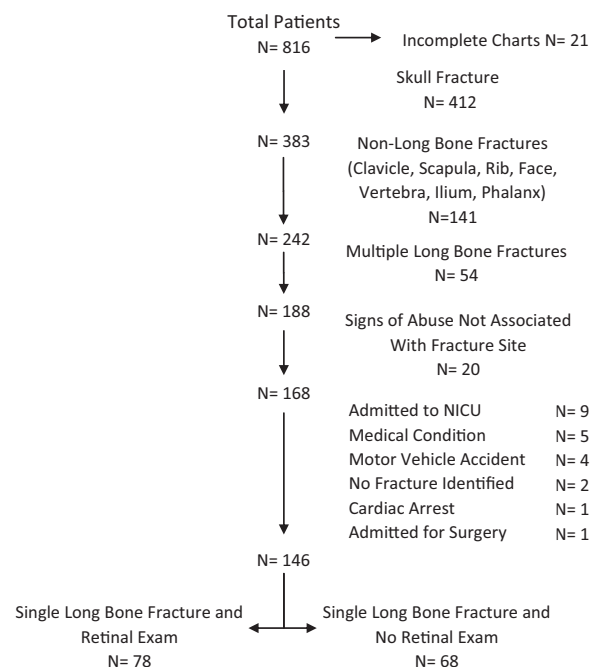 Total Patients
N= 816
Incomplete Charts N= 21
Skull Fracture
N= 412
N= 383
Non-Long Bone Fractures
(Clavicle, Scapula, Rib, Face,
Vertebra, Ilium, Phalanx)
N=141
N= 242
Multiple Long Bone Fractures
N= 54
N= 188
Signs of Abuse Not Associated
With Fracture Site
N= 20
N= 168
Admitted to NICU N= 9
Medical Condition N= 5
Motor Vehicle Accident N= 4
No Fracture Identified N= 2
Cardiac Arrest N= 1
Admitted for Surgery N= 1
N= 146
Single Long Bone Fracture and
Retinal Exam
N= 78
Single Long Bone Fracture and
No Retinal Exam
N= 68